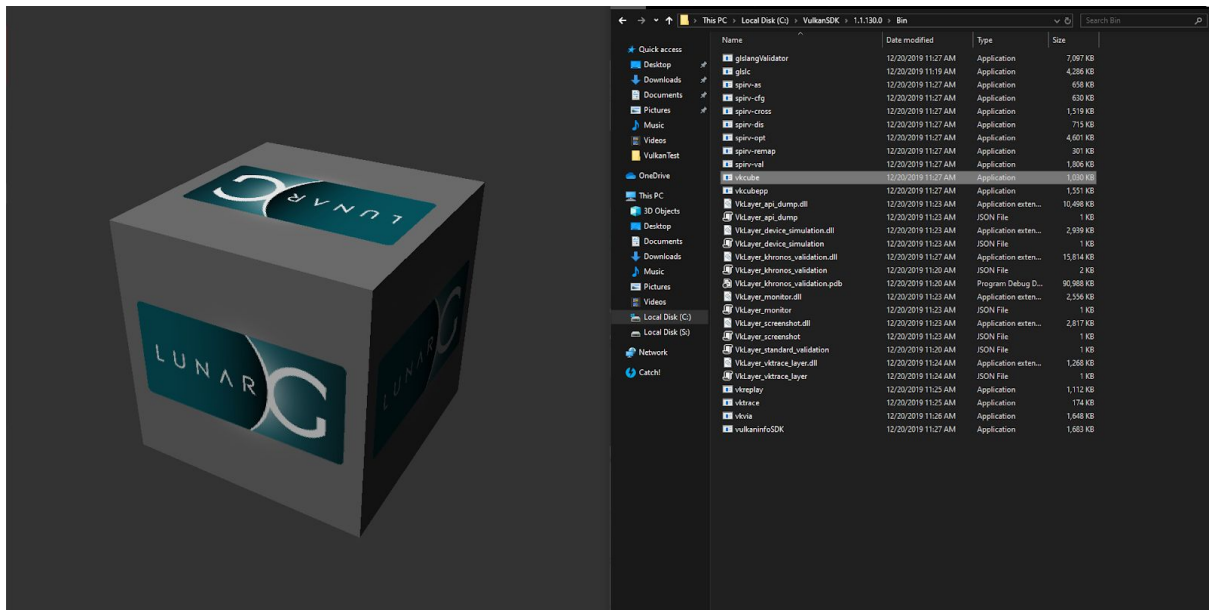 LUNAR G
LUNAR G
LUNAR
This PC > Local Disk (C:) > VulkanSDK > 1.1.130.0 > Bin
Search Bin
Name Date modified Type Size
Quick access
Desktop
Downloads
Documents
Pictures
Music
Videos
VulkanTest
OneDrive
This PC
3D Objects
Desktop
Documents
Downloads
Music
Pictures
Videos
Local Disk (C:)
Local Disk (S:)
Network
Catch!
glslangValidator 12/20/2019 11:27 AM Application 7,097 KB
glslc 12/20/2019 11:19 AM Application 4,286 KB
spirv-as 12/20/2019 11:27 AM Application 658 KB
spirv-cfg 12/20/2019 11:27 AM Application 630 KB
spirv-cross 12/20/2019 11:27 AM Application 1,519 KB
spirv-dis 12/20/2019 11:27 AM Application 715 KB
spirv-opt 12/20/2019 11:27 AM Application 4,601 KB
spirv-remap 12/20/2019 11:27 AM Application 301 KB
spirv-val 12/20/2019 11:27 AM Application 1,806 KB
vkcube 12/20/2019 11:27 AM Application 1,030 KB
vkcubepp 12/20/2019 11:27 AM Application 1,551 KB
VkLayer_api_dump.dll 12/20/2019 11:23 AM Application exten... 10,498 KB
VkLayer_api_dump 12/20/2019 11:23 AM JSON File 1 KB
VkLayer_device_simulation.dll 12/20/2019 11:23 AM Application exten... 2,939 KB
VkLayer_device_simulation 12/20/2019 11:23 AM JSON File 1 KB
VkLayer_khronos_validation.dll 12/20/2019 11:27 AM Application exten... 15,814 KB
VkLayer_khronos_validation 12/20/2019 11:20 AM JSON File 2 KB
VkLayer_khronos_validation.pdb 12/20/2019 11:20 AM Program Debug D... 90,988 KB
VkLayer_monitor.dll 12/20/2019 11:23 AM Application exten... 2,556 KB
VkLayer_monitor 12/20/2019 11:23 AM JSON File 1 KB
VkLayer_screenshot.dll 12/20/2019 11:23 AM Application exten... 2,817 KB
VkLayer_screenshot 12/20/2019 11:23 AM JSON File 1 KB
VkLayer_standard_validation 12/20/2019 11:20 AM JSON File 1 KB
VkLayer_vktrace_layer.dll 12/20/2019 11:24 AM Application exten... 1,268 KB
VkLayer_vktrace_layer 12/20/2019 11:24 AM JSON File 1 KB
vkreplay 12/20/2019 11:25 AM Application 1,112 KB
vktrace 12/20/2019 11:25 AM Application 174 KB
vkvia 12/20/2019 11:26 AM Application 1,648 KB
vulkaninfoSDK 12/20/2019 11:27 AM Application 1,683 KB